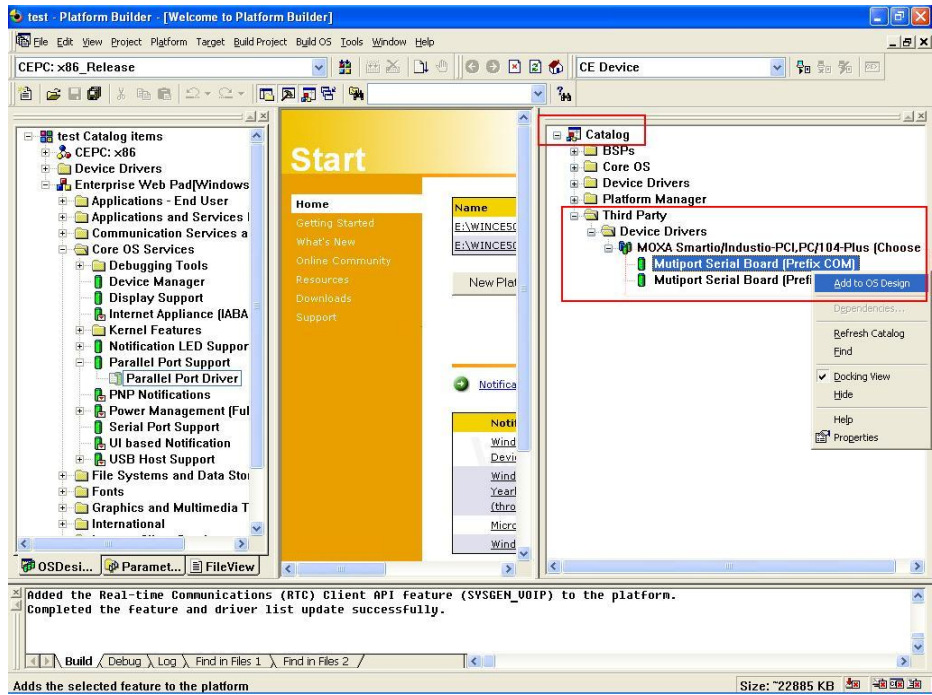 test - Platform Builder - [Welcome to Platform Builder]
File Edit View Project Platform Target Build Project Build OS Tools Window Help
CEPC: x86_Release
CE Device
test Catalog items
CEPC: x86
Device Drivers
Enterprise Web Pad[Windows
Applications - End User
Applications and Services
Communication Services a
Core OS Services
Debugging Tools
Device Manager
Display Support
Internet Appliance (IABA
Kernel Features
Notification LED Suppor
Parallel Port Support
Parallel Port Driver
PNP Notifications
Power Management (Ful
Serial Port Support
UI based Notification
USB Host Support
File Systems and Data Sto
Fonts
Graphics and Multimedia T
International
OSDesi... Paramet... FileView
Start
Home
Getting Started
What's New
Online Community
Resources
Downloads
Support
Name
E:\WINCE50
E:\WINCE50
New Plat
Notifica
Notif
Wind
Devi
Wind
Yearl
(thro
Micro
Wind
Catalog
BSPs
Core OS
Device Drivers
Platform Manager
Third Party
Device Drivers
MOXA Smartio/Industio-PCI,PC/104-Plus (Choose
Mutiport Serial Board (Prefix COM)
Mutiport Serial Board (Prefi
Add to OS Design
Dependencies...
Refresh Catalog
Find
Docking View
Hide
Help
Properties
Added the Real-time Communications (RTC) Client API feature (SYSGEN_VOIP) to the platform.
Completed the feature and driver list update successfully.
Build Debug Log Find in Files 1 Find in Files 2
Adds the selected feature to the platform
Size: ~22885 KB